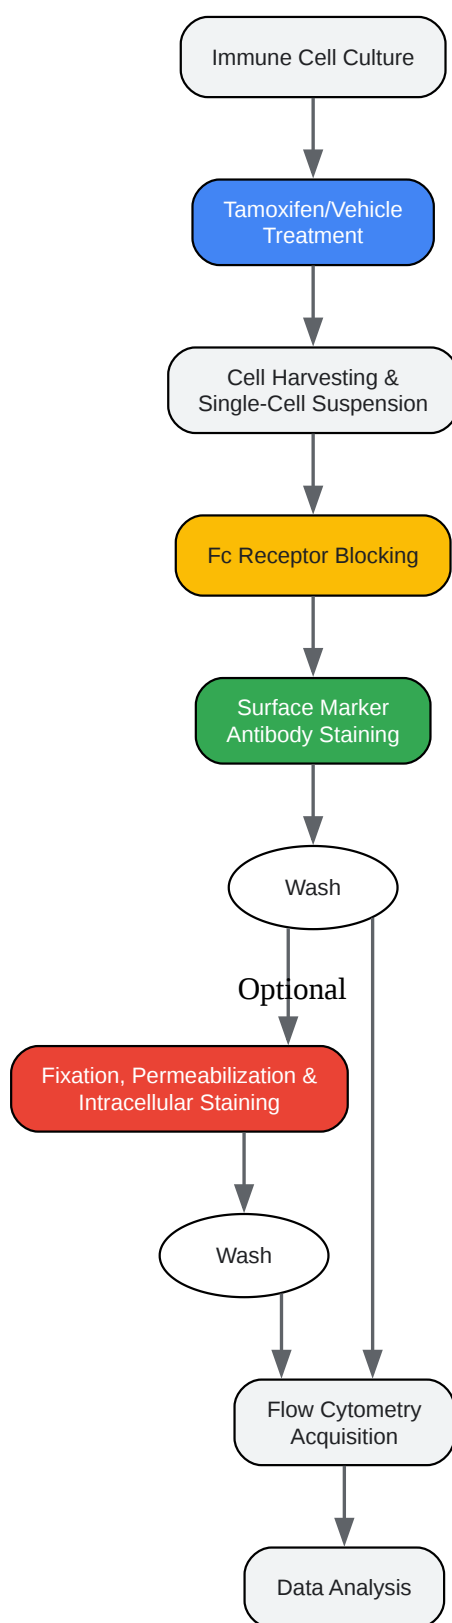 Immune Cell Culture
Tamoxifen/Vehicle
Treatment
Cell Harvesting &
Single-Cell Suspension
Fc Receptor Blocking
Surface Marker
Antibody Staining
Wash
Optional
Fixation, Permeabilization &
Intracellular Staining
Wash
Flow Cytometry
Acquisition
Data Analysis